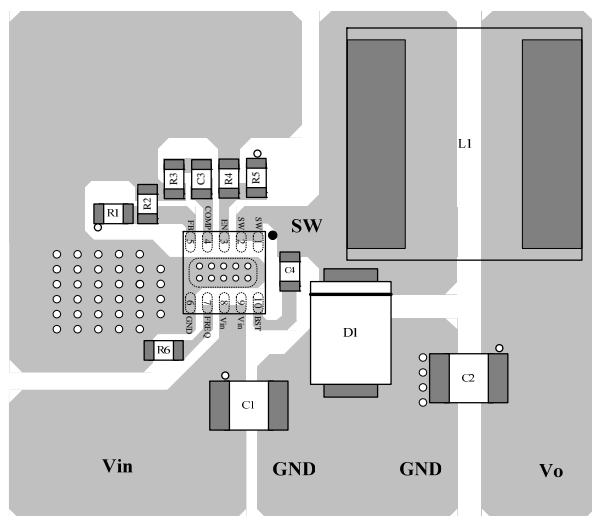 L1
R3
C3
R4
R5
R2
R1
FB
COMP
EN
SW
SW
5
4
3
2
1
SW
C4
6
7
8
9
10
GND
FREQ
Vin
Vin
BST
D1
R6
C2
C1
Vin
GND
GND
Vo